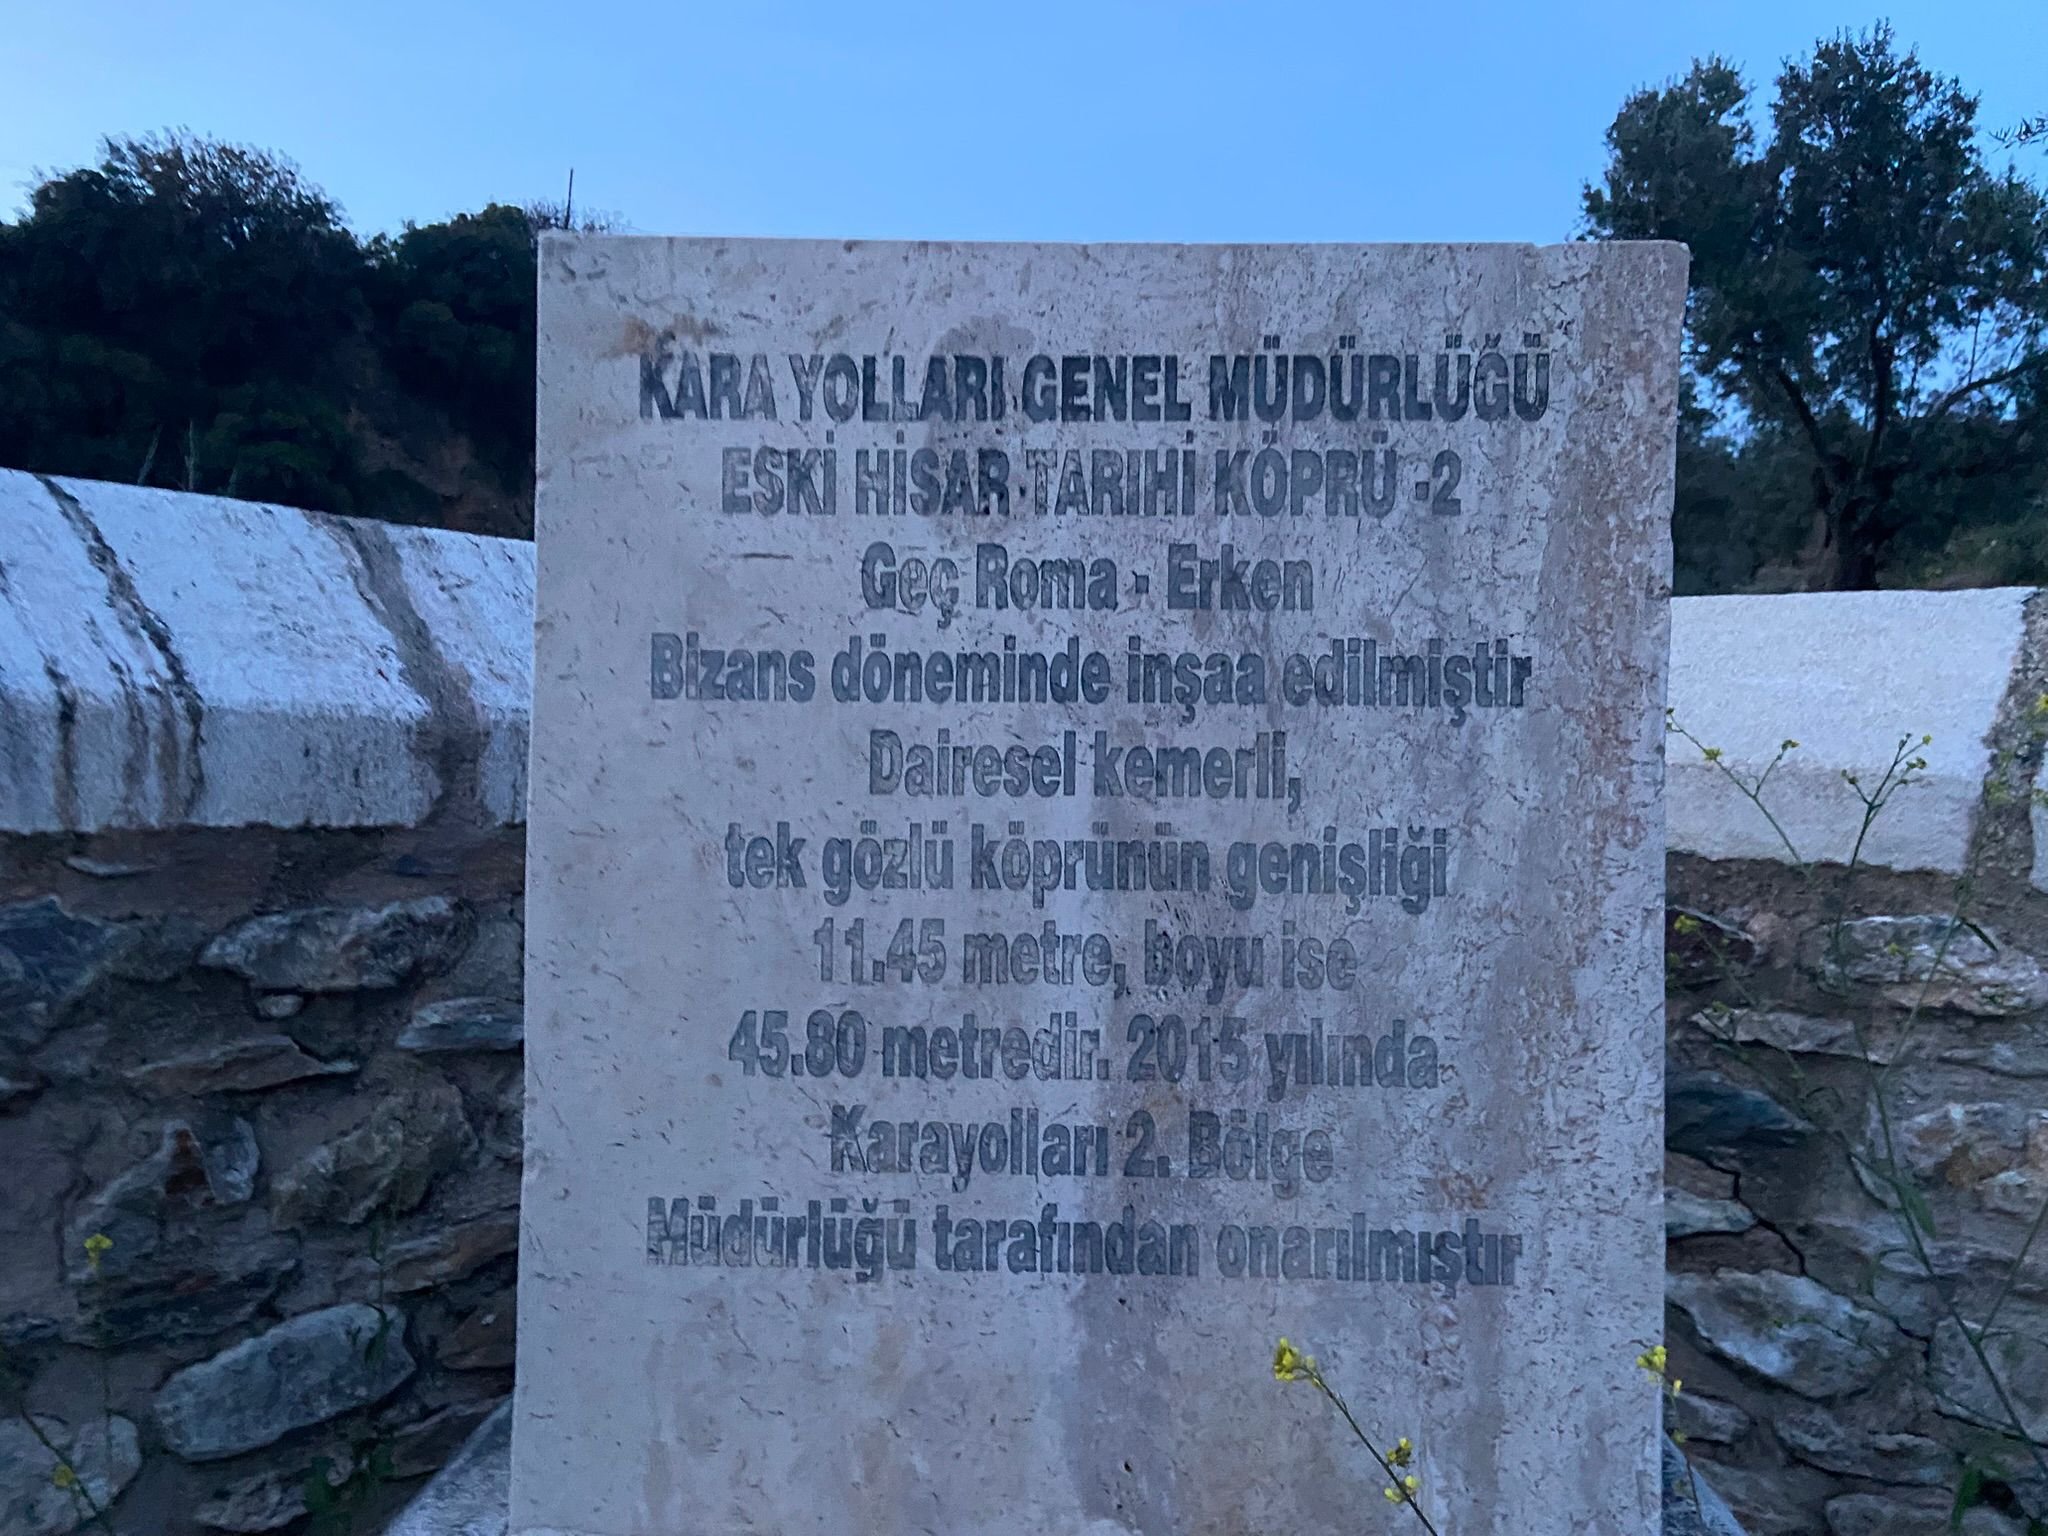 KARA YOLLARI GENEL MÜDÜRLÜĞÜ
ESKİ HİSAR TARIHİ KÖPRÜ -2
Geç Roma - Erken
Bizans döneminde inşaa edilmiştir
Dairesel kemerli,
tek gözlü köprünün genişliği
11.45 metre, boyu ise
45.80 metredir. 2015 yılında
Karayolları 2. Bölge
Müdürlüğü tarafından onarılmıştır